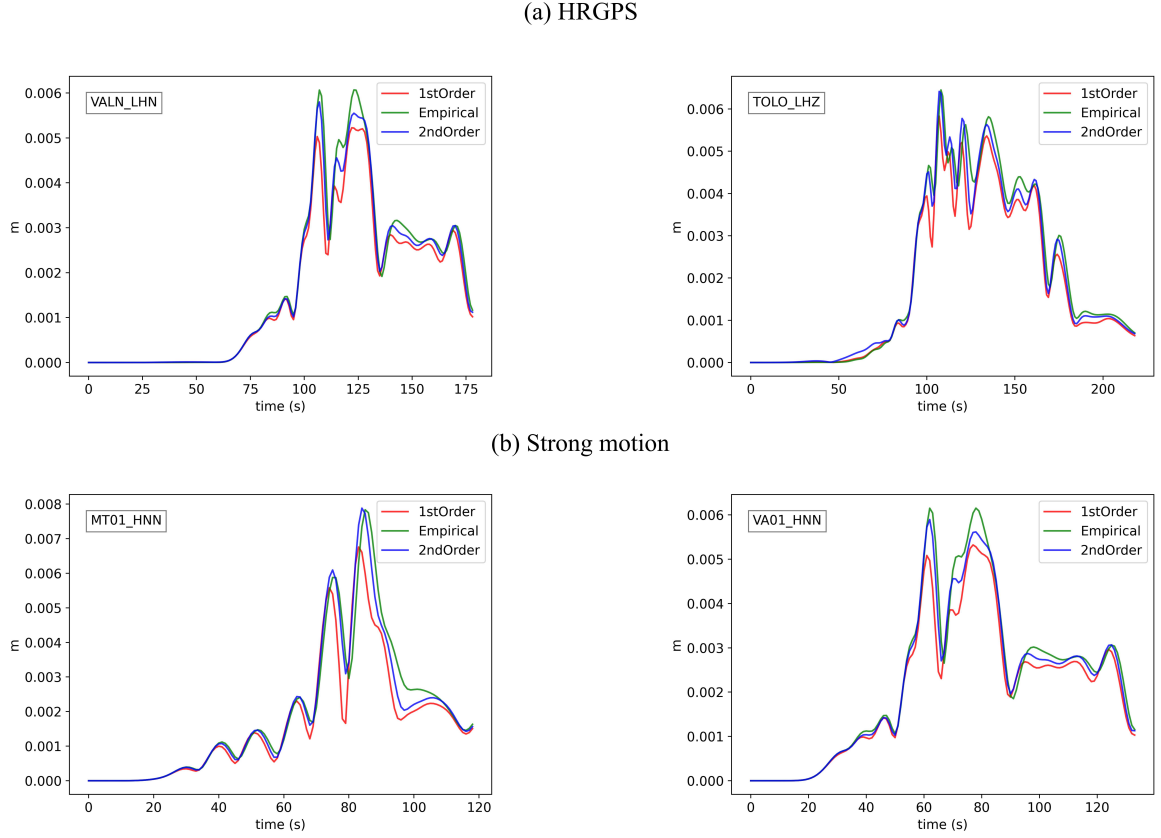 (a) HRGPS
VALN_LHN
1stOrder
Empirical
2ndOrder
0.006
0.005
0.004
0.003
0.002
0.001
0.000
m
0 25 50 75 100 125 150 175
time (s)
TOLO_LHZ
1stOrder
Empirical
2ndOrder
0.006
0.005
0.004
0.003
0.002
0.001
0.000
m
0 50 100 150 200
time (s)
(b) Strong motion
MT01_HNN
1stOrder
Empirical
2ndOrder
0.008
0.007
0.006
0.005
0.004
0.003
0.002
0.001
0.000
m
0 20 40 60 80 100 120
time (s)
VA01_HNN
1stOrder
Empirical
2ndOrder
0.006
0.005
0.004
0.003
0.002
0.001
0.000
m
0 20 40 60 80 100 120
time (s)